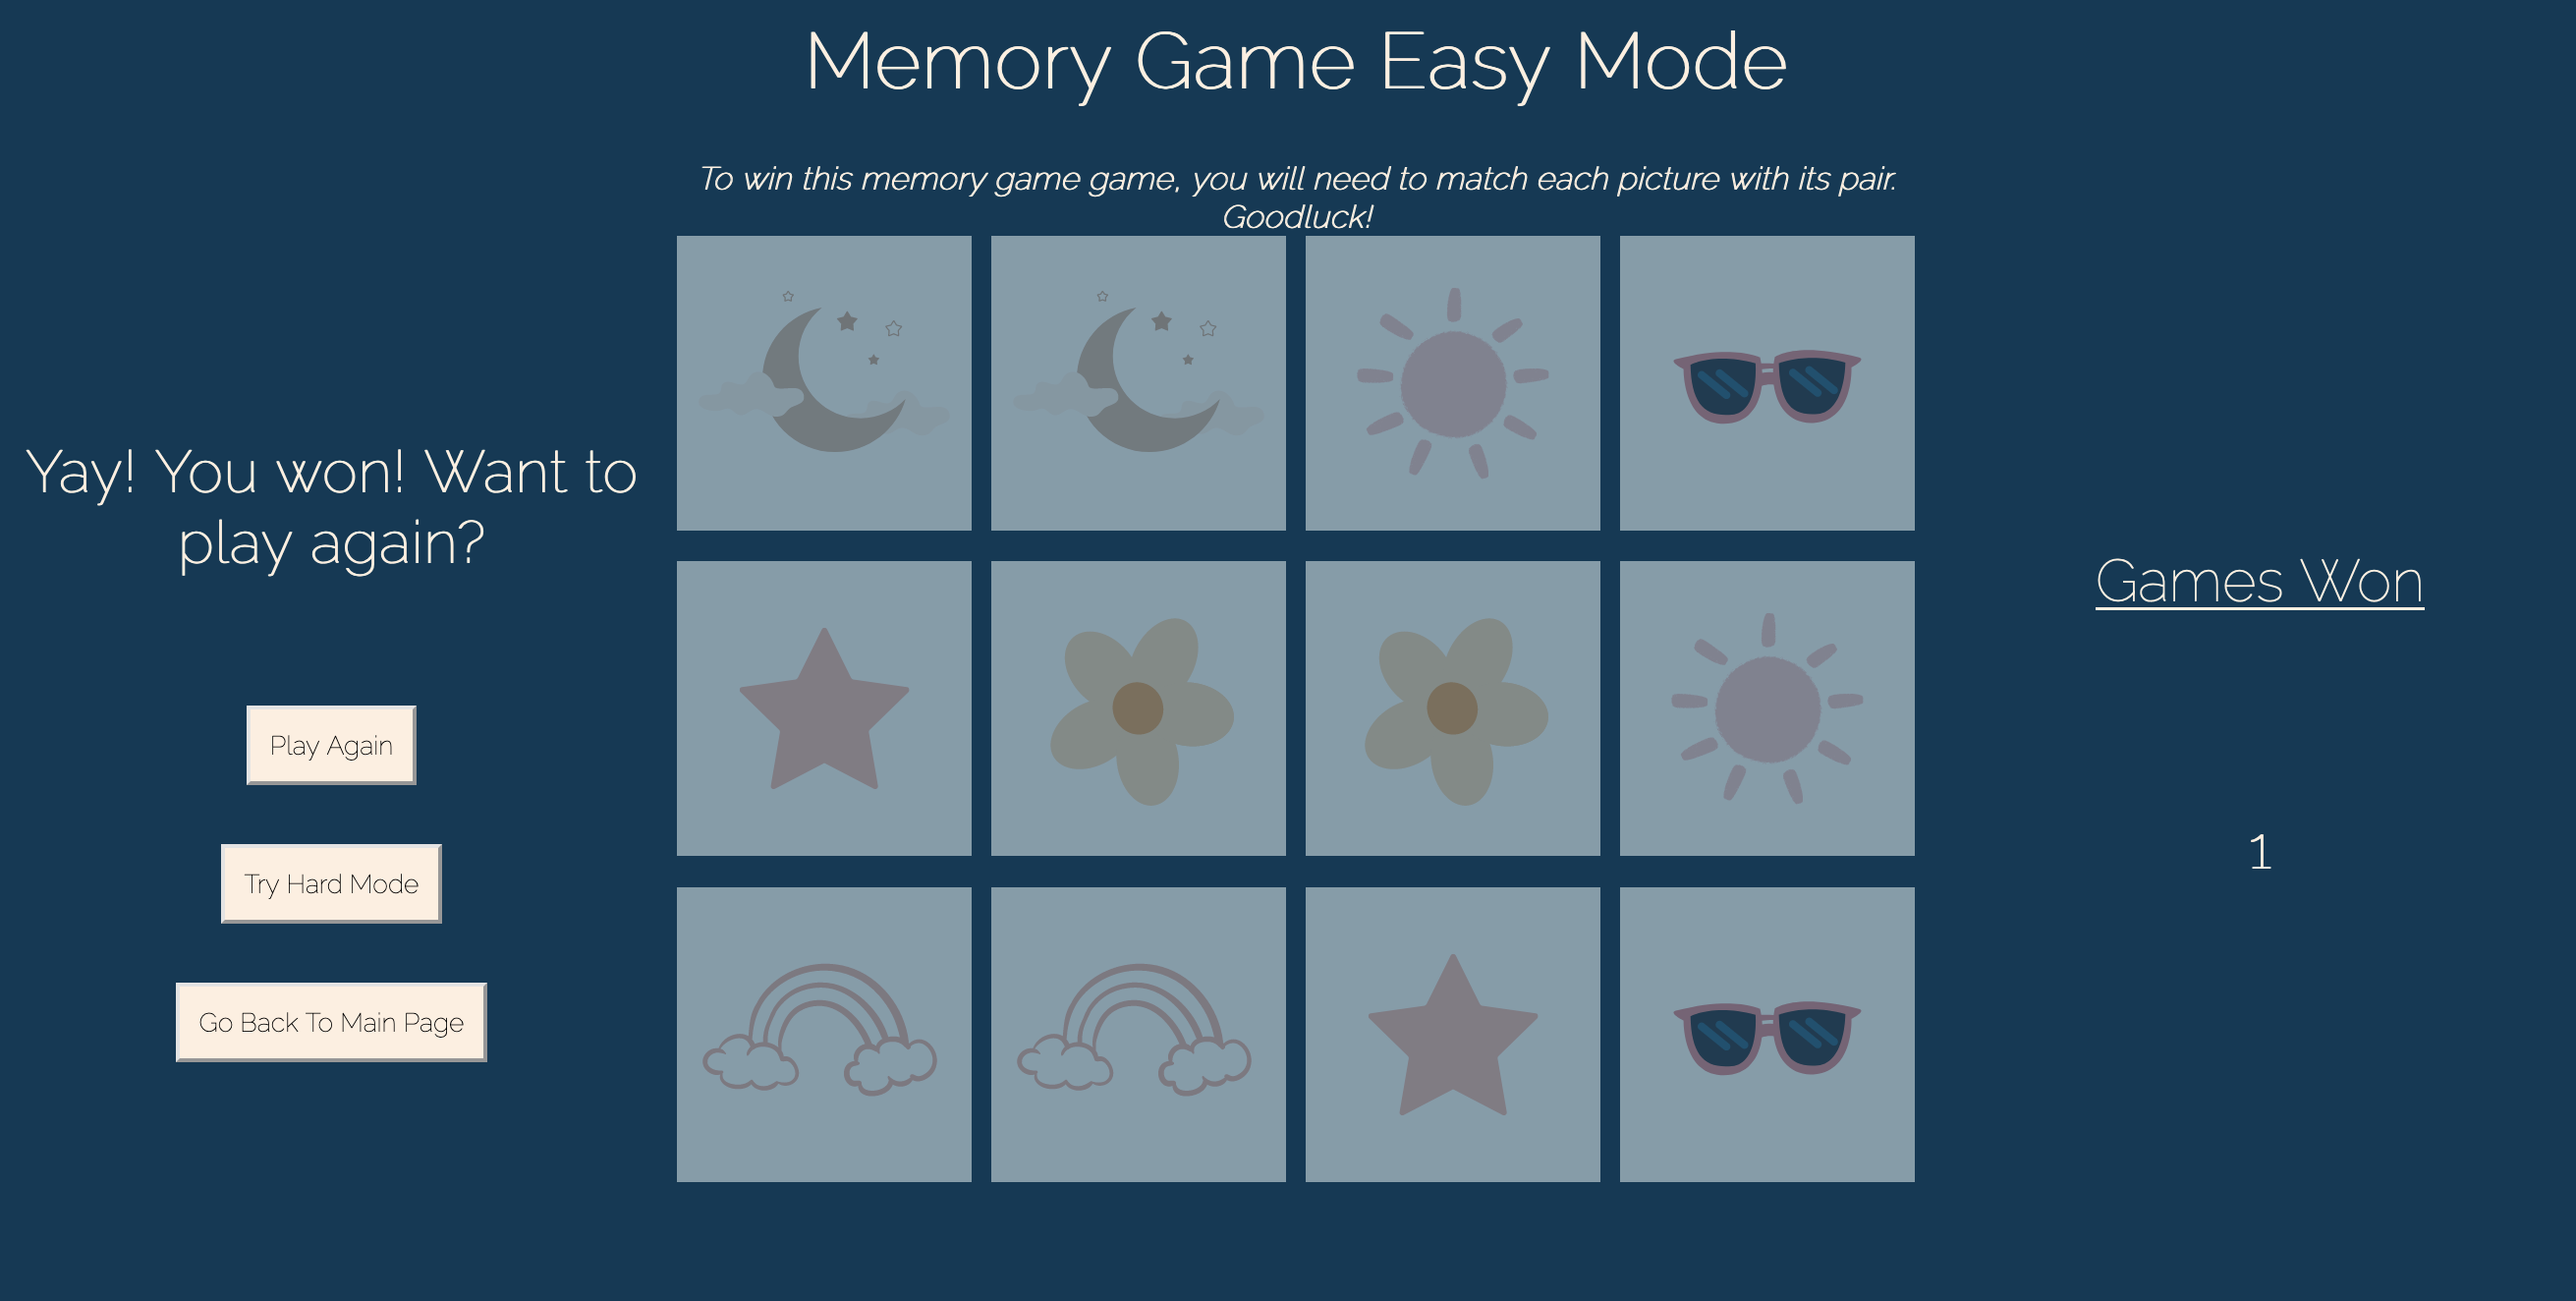 Memory Game Easy Mode
To win this memory game game, you will need to match each picture with its pair.
Goodluck!
Yay! You won! Want to
play again?
Play Again
Try Hard Mode
Go Back To Main Page
Games Won
1